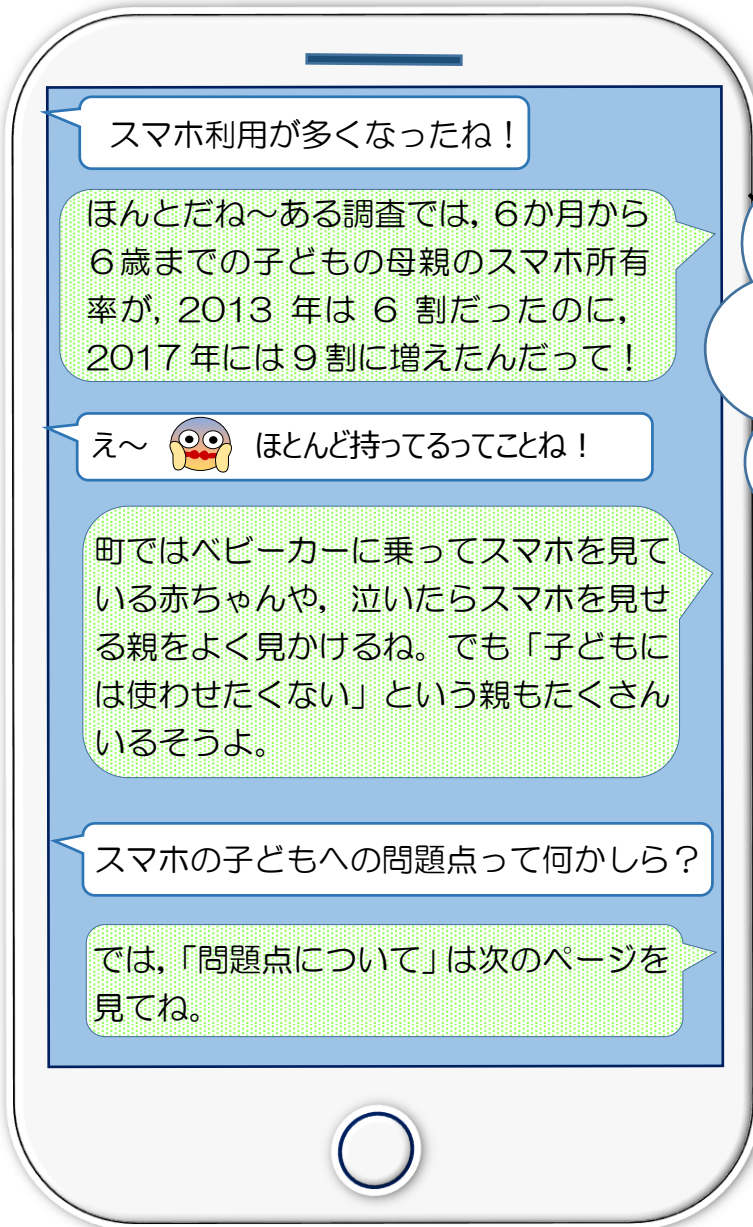 スマホ利用が多くなったね！
ほんとだね～ある調査では，６か月から
６歳までの子どもの母親のスマホ所有
率が，2013 年は 6 割だったのに，
2017 年には９割に増えたんだって！
え～ ほとんど持ってるってことね！
町ではベビーカーに乗ってスマホを見て
いる赤ちゃんや，泣いたらスマホを見せ
る親をよく見かけるね。でも「子どもに
は使わせたくない」という親もたくさん
いるそうよ。
スマホの子どもへの問題点って何かしら？
では，「問題点について」は次のページを
見てね。